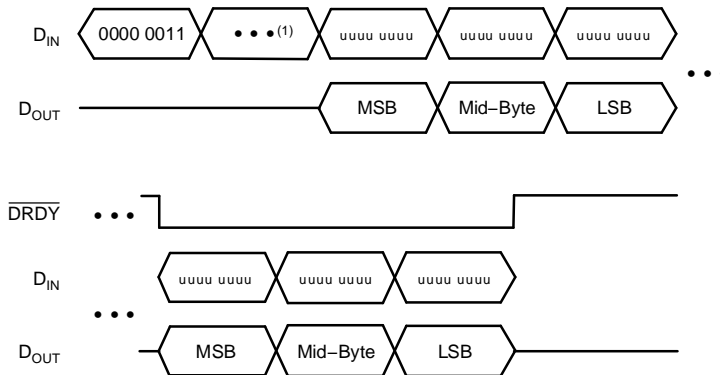 DIN 0000 0011 • • •(1) uuuu uuuu uuuu uuuu uuuu uuuu
• •
DOUT MSB Mid−Byte LSB
DRDY • • •
DIN uuuu uuuu uuuu uuuu uuuu uuuu
• • •
DOUT MSB Mid−Byte LSB